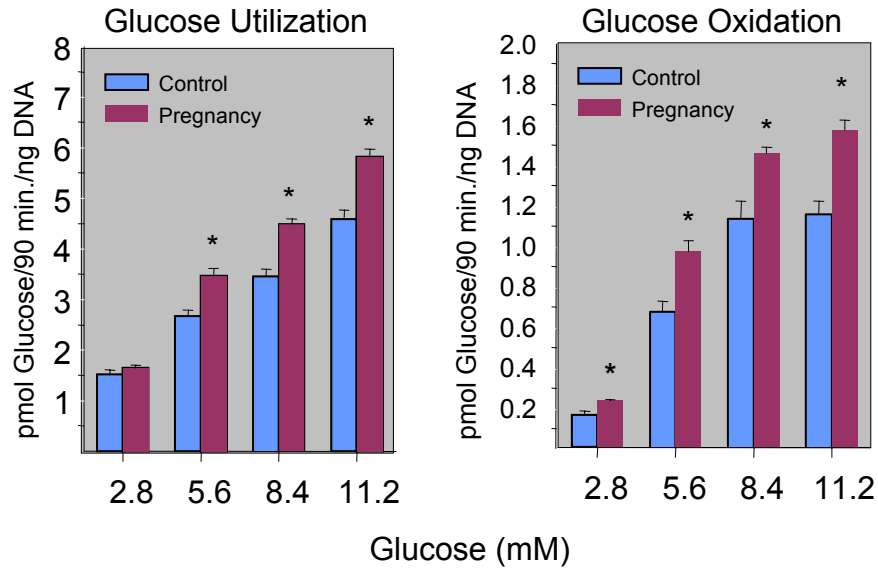 Glucose Utilization
pmol Glucose/90 min./ng DNA
8
7
6
5
4
3
2
1
Control
Pregnancy
*
*
*
2.8 5.6 8.4 11.2
Glucose Oxidation
pmol Glucose/90 min./ng DNA
2.0
1.8
1.6
1.4
1.2
1.0
0.8
0.6
0.4
0.2
Control
Pregnancy
*
*
*
*
2.8 5.6 8.4 11.2
Glucose (mM)